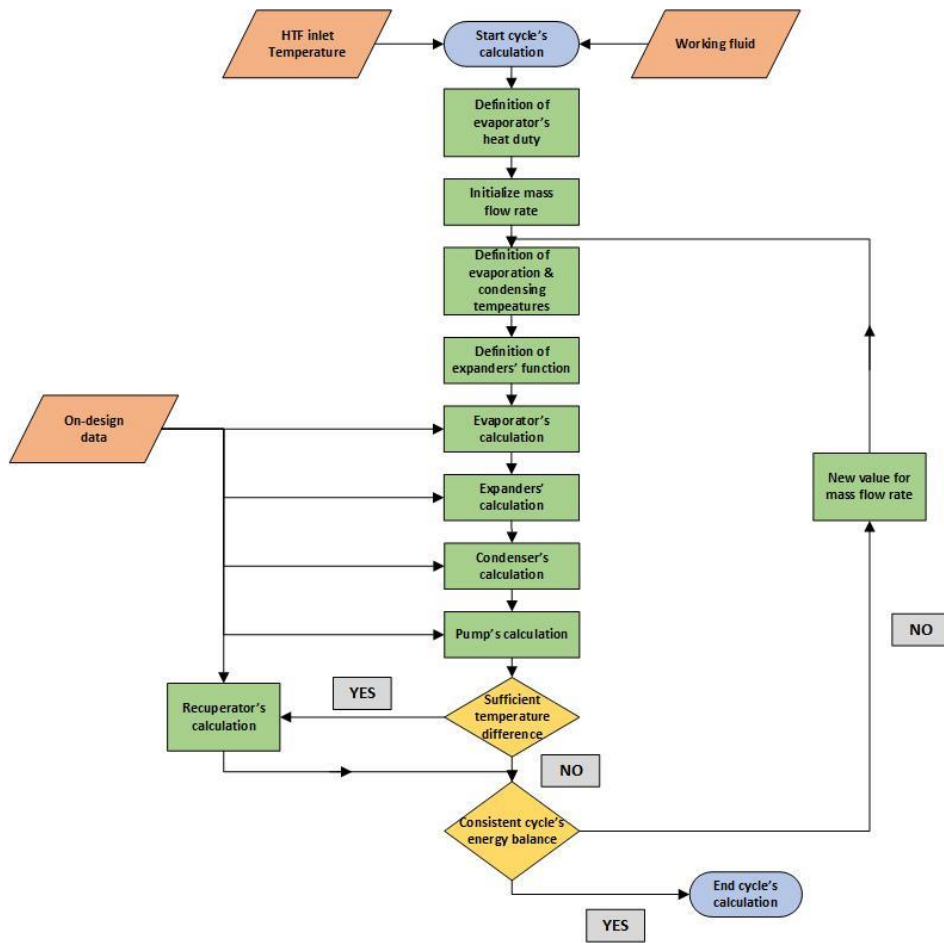 HTF inlet
Temperature
Start cycle's
calculation
Working fluid
Definition of
evaporator's
heat duty
Initialize mass
flow rate
Definition of
evaporation &
condensing
tempeatures
Definition of
expanders' function
On-design
data
Evaporator's
calculation
New value for
mass flow rate
Expanders'
calculation
Condenser's
calculation
Pump's calculation
NO
YES
Recuperator's
calculation
Sufficient
temperature
difference
NO
Consistent cycle's
energy balance
End cycle's
calculation
YES